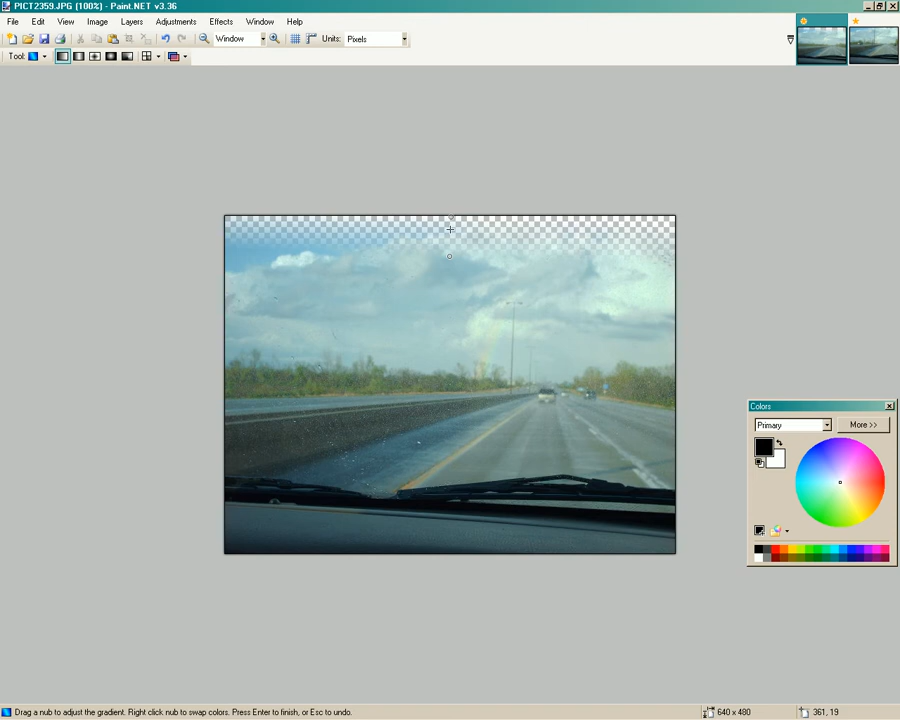 PICT2359.JPG (100%) - Paint.NET v3.36
File Edit View Image Layers Adjustments Effects Window Help
Window Units: Pixels
Tool:
Colors
Primary More >>
Drag a nub to adjust the gradient. Right click nub to swap colors. Press Enter to finish, or Esc to undo. 640 x 480 361, 19